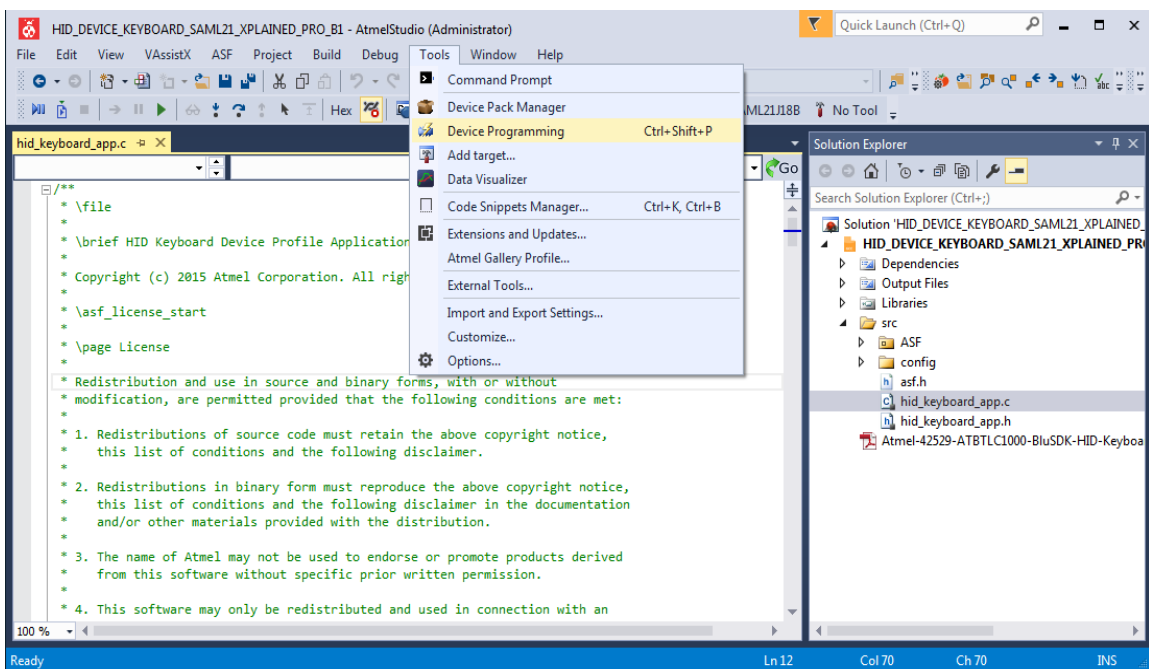 HID_DEVICE_KEYBOARD_SAML21_XPLAINED_PRO_B1 - AtmelStudio (Administrator)
Quick Launch (Ctrl+Q)
File Edit View VAssistX ASF Project Build Debug Tools Window Help
Hex
Command Prompt
Device Pack Manager
Device Programming Ctrl+Shift+P
Add target...
Data Visualizer
Code Snippets Manager... Ctrl+K, Ctrl+B
Extensions and Updates...
Atmel Gallery Profile...
External Tools...
Import and Export Settings...
Customize...
Options...
ML21J18B No Tool
hid_keyboard_app.c
Go
/**
* \file
*
* \brief HID Keyboard Device Profile Application
*
* Copyright (c) 2015 Atmel Corporation. All righ
*
* \asf_license_start
*
* \page License
*
* Redistribution and use in source and binary forms, with or without
* modification, are permitted provided that the following conditions are met:
*
* 1. Redistributions of source code must retain the above copyright notice,
* this list of conditions and the following disclaimer.
*
* 2. Redistributions in binary form must reproduce the above copyright notice,
* this list of conditions and the following disclaimer in the documentation
* and/or other materials provided with the distribution.
*
* 3. The name of Atmel may not be used to endorse or promote products derived
* from this software without specific prior written permission.
*
* 4. This software may only be redistributed and used in connection with an
100 %
Solution Explorer
Search Solution Explorer (Ctrl+;)
Solution 'HID_DEVICE_KEYBOARD_SAML21_XPLAINED_
HID_DEVICE_KEYBOARD_SAML21_XPLAINED_PR
Dependencies
Output Files
Libraries
src
ASF
config
asf.h
hid_keyboard_app.c
hid_keyboard_app.h
Atmel-42529-ATBTLC1000-BluSDK-HID-Keyboa
Ready Ln 12 Col 70 Ch 70 INS